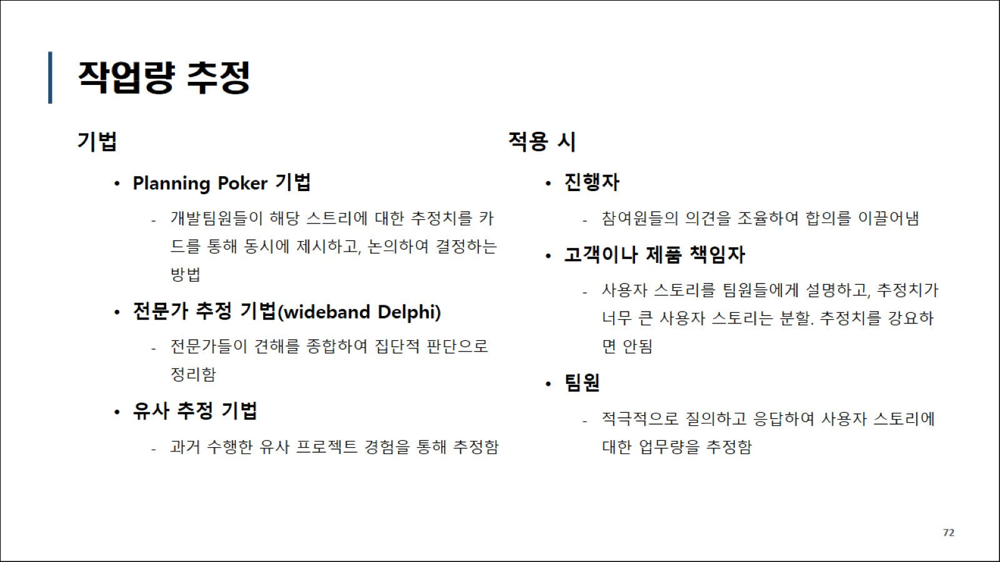 작업량 추정
기법
• Planning Poker 기법
- 개발팀원들이 해당 스트리에 대한 추정치를 카
드를 통해 동시에 제시하고, 논의하여 결정하는
방법
• 전문가 추정 기법(wideband Delphi)
- 전문가들이 견해를 종합하여 집단적 판단으로
정리함
• 유사 추정 기법
- 과거 수행한 유사 프로젝트 경험을 통해 추정함
적용 시
• 진행자
- 참여원들의 의견을 조율하여 합의를 이끌어냄
• 고객이나 제품 책임자
- 사용자 스토리를 팀원들에게 설명하고, 추정치가
너무 큰 사용자 스토리는 분할. 추정치를 강요하
면 안됨
• 팀원
- 적극적으로 질의하고 응답하여 사용자 스토리에
대한 업무량을 추정함
72